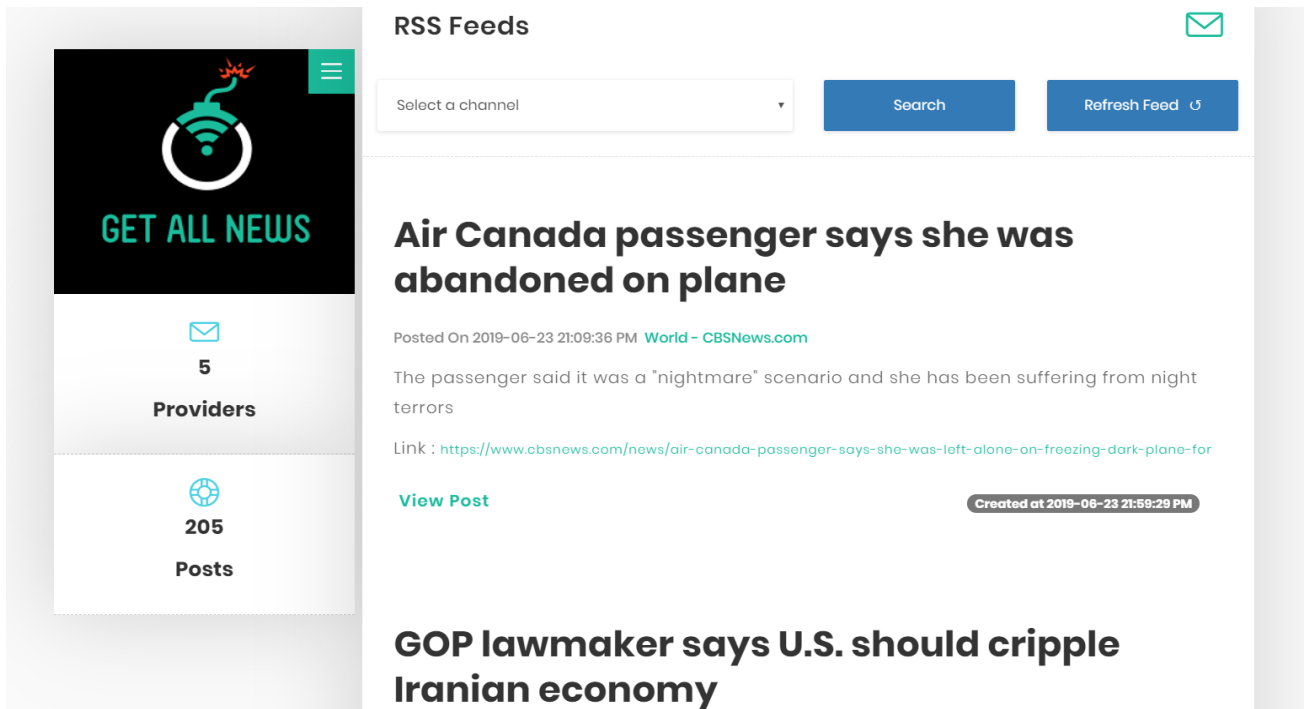 GET ALL NEWS
5
Providers
205
Posts
RSS Feeds
Select a channel
Search
Refresh Feed
Air Canada passenger says she was
abandoned on plane
Posted On 2019-06-23 21:09:36 PM World - CBSNews.com
The passenger said it was a "nightmare" scenario and she has been suffering from night
terrors
Link : https://www.cbsnews.com/news/air-canada-passenger-says-she-was-left-alone-on-freezing-dark-plane-for
View Post
Created at 2019-06-23 21:59:29 PM
GOP lawmaker says U.S. should cripple
Iranian economy